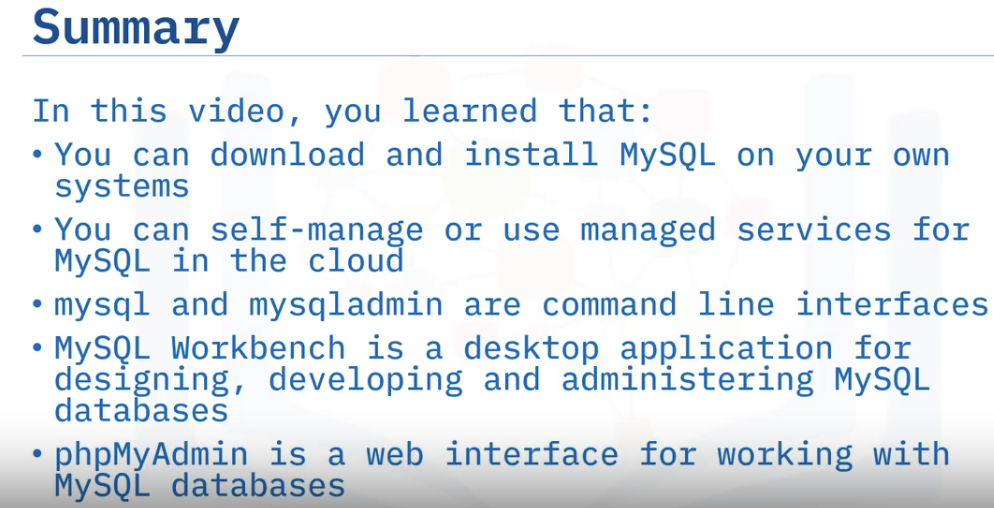 Summary
In this video, you learned that:
• You can download and install MySQL on your own
systems
• You can self-manage or use managed services for
MySQL in the cloud
• mysql and mysqladmin are command line interfaces
• MySQL Workbench is a desktop application for
designing, developing and administering MySQL
databases
• phpMyAdmin is a web interface for working with
MySQL databases